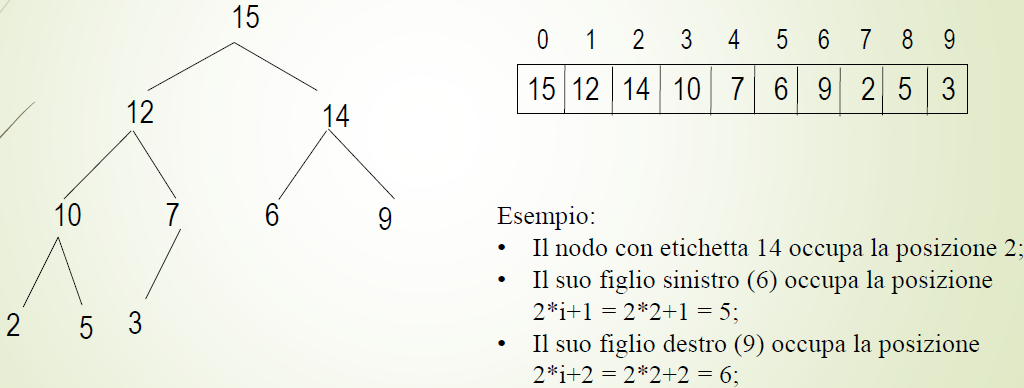 15
12 14
10 7 6 9
2 5 3
0 1 2 3 4 5 6 7 8 9
15 12 14 10 7 6 9 2 5 3
Esempio:
• Il nodo con etichetta 14 occupa la posizione 2;
• Il suo figlio sinistro (6) occupa la posizione
2*i+1 = 2*2+1 = 5;
• Il suo figlio destro (9) occupa la posizione
2*i+2 = 2*2+2 = 6;